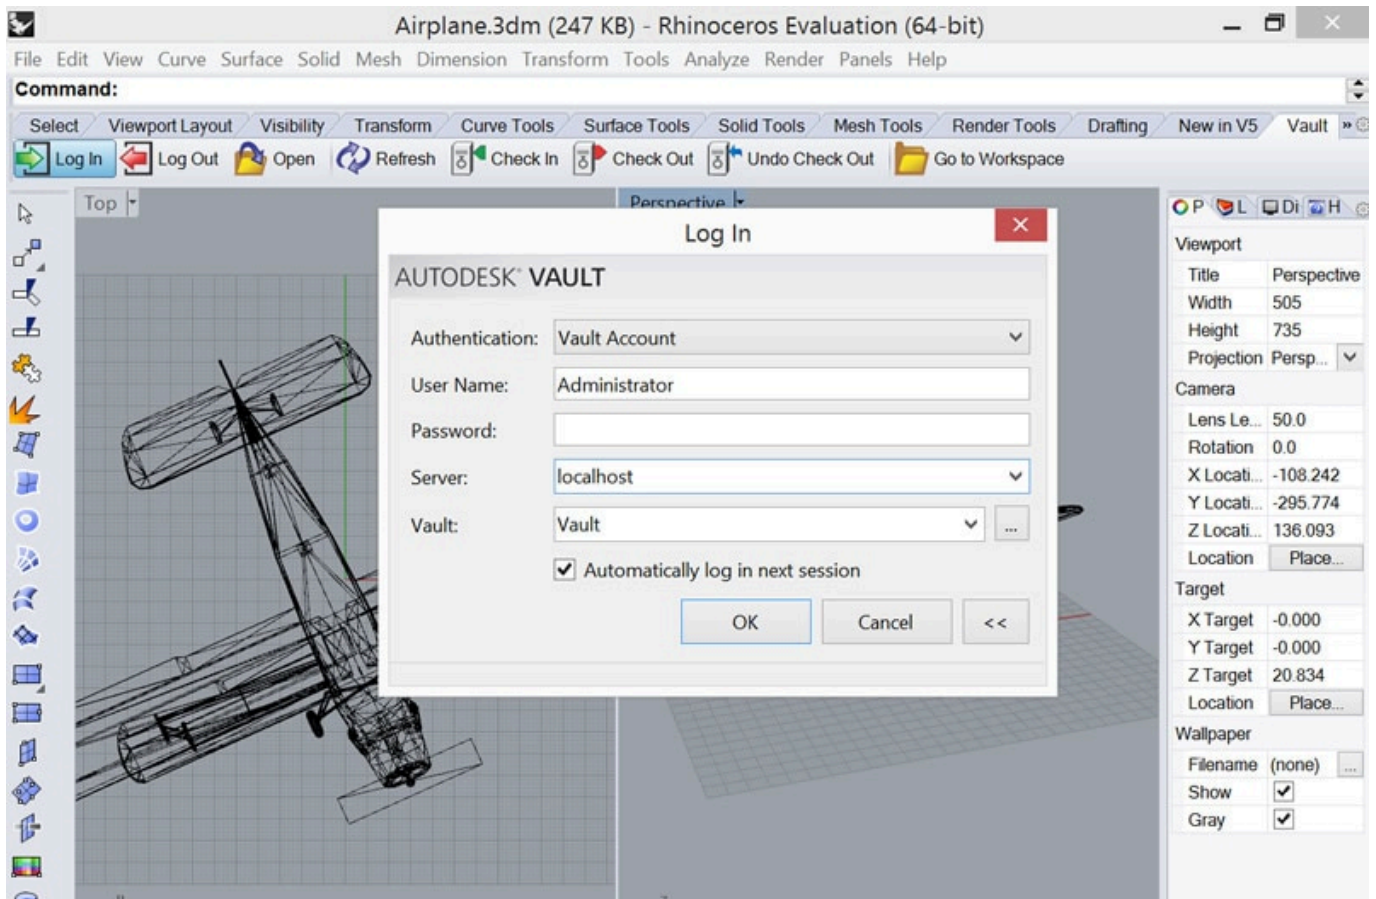 Airplane.3dm (247 KB) - Rhinoceros Evaluation (64-bit)
File Edit View Curve Surface Solid Mesh Dimension Transform Tools Analyze Render Panels Help
Command:
Select Viewport Layout Visibility Transform Curve Tools Surface Tools Solid Tools Mesh Tools Render Tools Drafting New in V5 Vault »
Log In Log Out Open Refresh Check In Check Out Undo Check Out Go to Workspace
Top
Perspective
P L Di H
Log In
AUTODESK® VAULT
Authentication: Vault Account
User Name: Administrator
Password:
Server: localhost
Vault: Vault ...
Automatically log in next session
OK Cancel <<
Viewport
Title Perspective
Width 505
Height 735
Projection Persp...
Camera
Lens Le... 50.0
Rotation 0.0
X Locati... -108.242
Y Locati... -295.774
Z Locati... 136.093
Location Place...
Target
X Target -0.000
Y Target -0.000
Z Target 20.834
Location Place...
Wallpaper
Filename (none) ...
Show
Gray